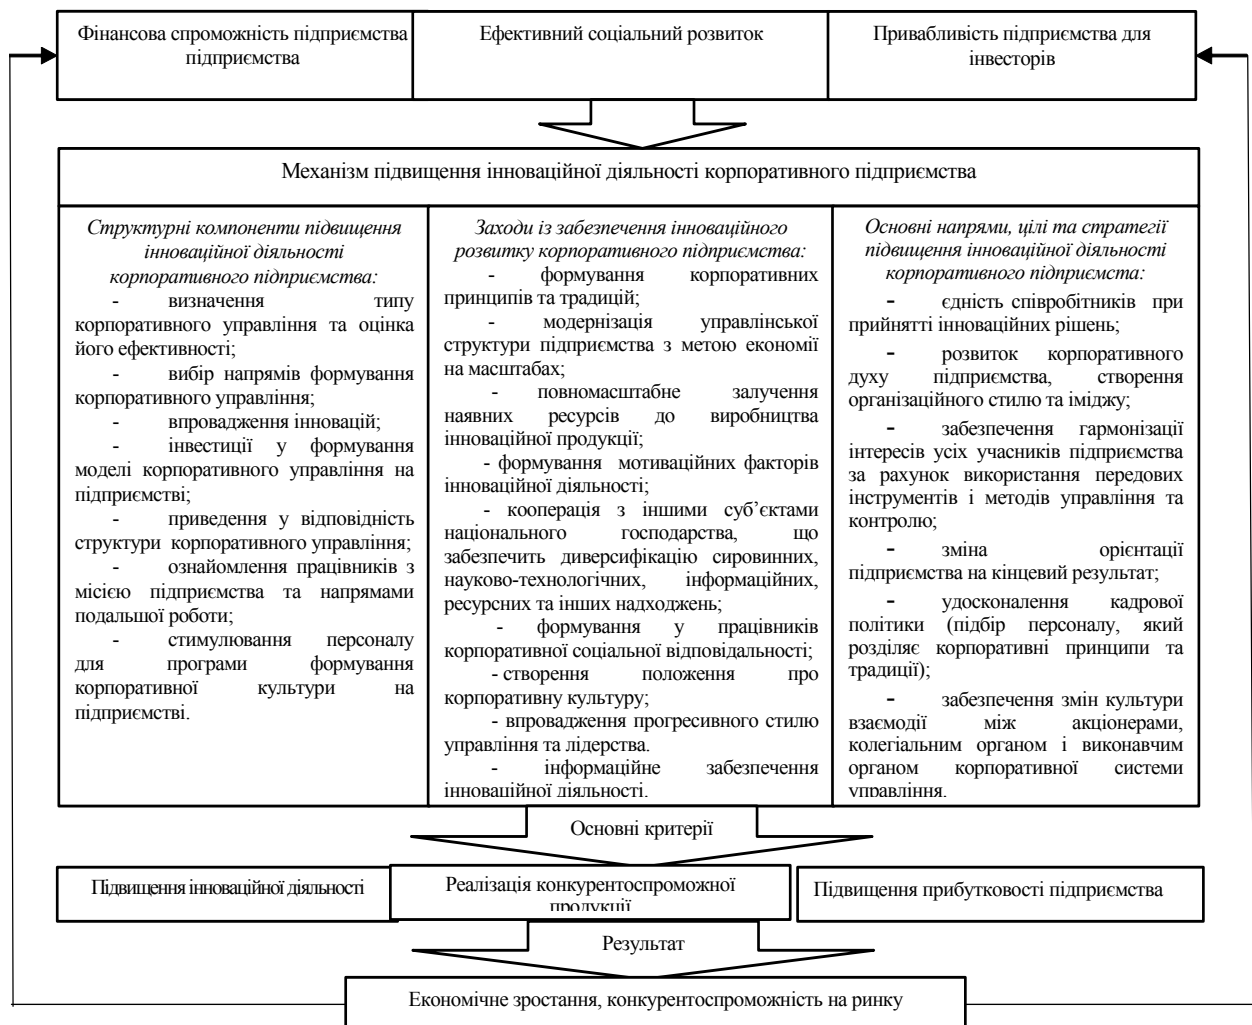 Фінансова спроможність підприємства
підприємства
Ефективний соціальний розвиток
Привабливість підприємства для
інвесторів
Механізм підвищення інноваційної діяльності корпоративного підприємства
Структурні компоненти підвищення
інноваційної діяльності
корпоративного підприємства:
- визначення типу
корпоративного управління та оцінка
його ефективності;
- вибір напрямів формування
корпоративного управління;
- впровадження інновацій;
- інвестиції у формування
моделі корпоративного управління на
підприємстві;
- приведення у відповідність
структури корпоративного управління;
- ознайомлення працівників з
місією підприємства та напрямами
подальшої роботи;
- стимулювання персоналу
для програми формування
корпоративної культури на
підприємстві.
Заходи із забезпечення інноваційного
розвитку корпоративного підприємства:
- формування корпоративних
принципів та традицій;
- модернізація управлінської
структури підприємства з метою економії
на масштабах;
- повномасштабне залучення
наявних ресурсів до виробництва
інноваційної продукції;
- формування мотиваційних факторів
інноваційної діяльності;
- кооперація з іншими суб’єктами
національного господарства, що
забезпечить диверсифікацію сировинних,
науково-технологічних, інформаційних,
ресурсних та інших надходжень;
- формування у працівників
корпоративної соціальної відповідальності;
- створення положення про
корпоративну культуру;
- впровадження прогресивного стилю
управління та лідерства.
- інформаційне забезпечення
інноваційної діяльності.
Основні напрями, цілі та стратегії
підвищення інноваційної діяльності
корпоративного підприємста:
- єдність співробітників при
прийнятті інноваційних рішень;
- розвиток корпоративного
духу підприємства, створення
організаційного стилю та іміджу;
- забезпечення гармонізації
інтересів усіх учасників підприємства
за рахунок використання передових
інструментів і методів управління та
контролю;
- зміна орієнтації
підприємства на кінцевий результат;
- удосконалення кадрової
політики (підбір персоналу, який
розділяє корпоративні принципи та
традиції);
- забезпечення змін культури
взаємодії між акціонерами,
колегіальним органом і виконавчим
органом корпоративної системи
управління.
Основні критерії
Підвищення інноваційної діяльності
Реалізація конкурентоспроможної
продукції
Підвищення прибутковості підприємства
Результат
Економічне зростання, конкурентоспроможність на ринку